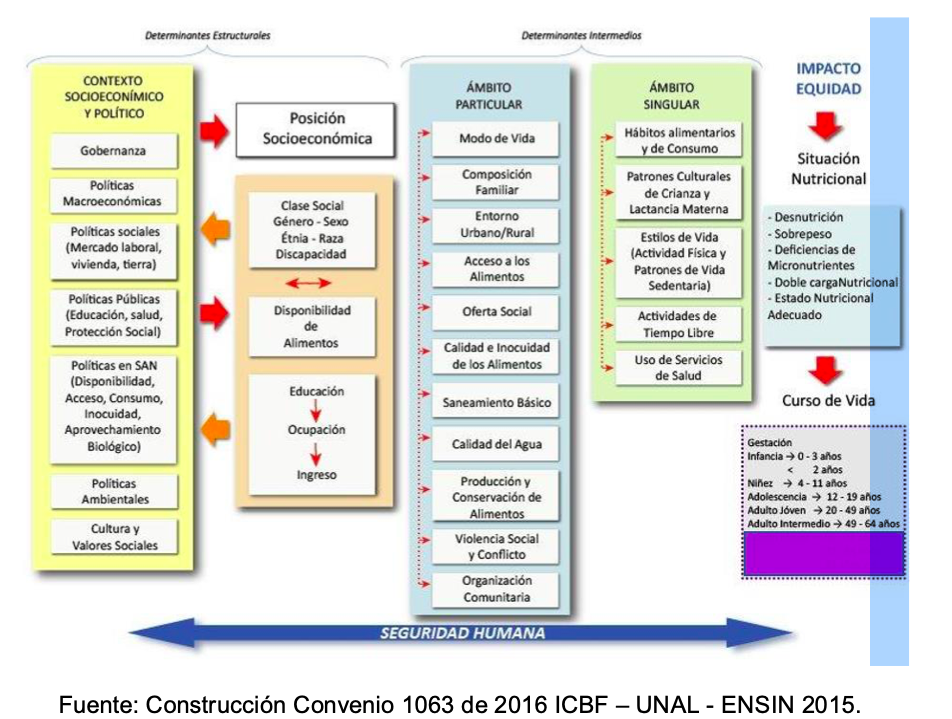 Determinantes Estructurales
Determinantes Intermedios
CONTEXTO
SOCIOECONÍMICO
Y POLÍTICO
Gobernanza
Políticas
Macroeconómicas
Políticas sociales
(Mercado laboral,
vivienda, tierra)
Políticas Públicas
(Educación, salud,
Protección Social)
Políticas en SAN
(Disponibilidad,
Acceso, Consumo,
Inocuidad,
Aprovechamiento
Biológico)
Políticas
Ambientales
Cultura y
Valores Sociales
Posición
Socioeconómica
Clase Social
Género - Sexo
Étnia - Raza
Discapacidad
Disponibilidad
de
Alimentos
Educación
Ocupación
Ingreso
ÁMBITO
PARTICULAR
Modo de Vida
Composición
Familiar
Entorno
Urbano/Rural
Acceso a los
Alimentos
Oferta Social
Calidad e Inocuidad
de los Alimentos
Saneamiento Básico
Calidad del Agua
Producción y
Conservación de
Alimentos
Violencia Social
y Conflicto
Organización
Comunitaria
ÁMBITO
SINGULAR
Hábitos alimentarios
y de Consumo
Patrones Culturales
de Crianza y
Lactancia Materna
Estilos de Vida
(Actividad Física y
Patrones de Vida
Sedentaria)
Actividades de
Tiempo Libre
Uso de Servicios
de Salud
IMPACTO
EQUIDAD
Situación
Nutricional
- Desnutrición
- Sobrepeso
- Deficiencias de
Micronutrientes
- Doble cargaNutricional
- Estado Nutricional
Adecuado
Curso de Vida
Gestación
Infancia → 0 - 3 años
< 2 años
Niñez → 4 - 11 años
Adolescencia → 12 - 19 años
Adulto Jóven → 20 - 49 años
Adulto Intermedio → 49 - 64 años
SEGURIDAD HUMANA
Fuente: Construcción Convenio 1063 de 2016 ICBF – UNAL - ENSIN 2015.